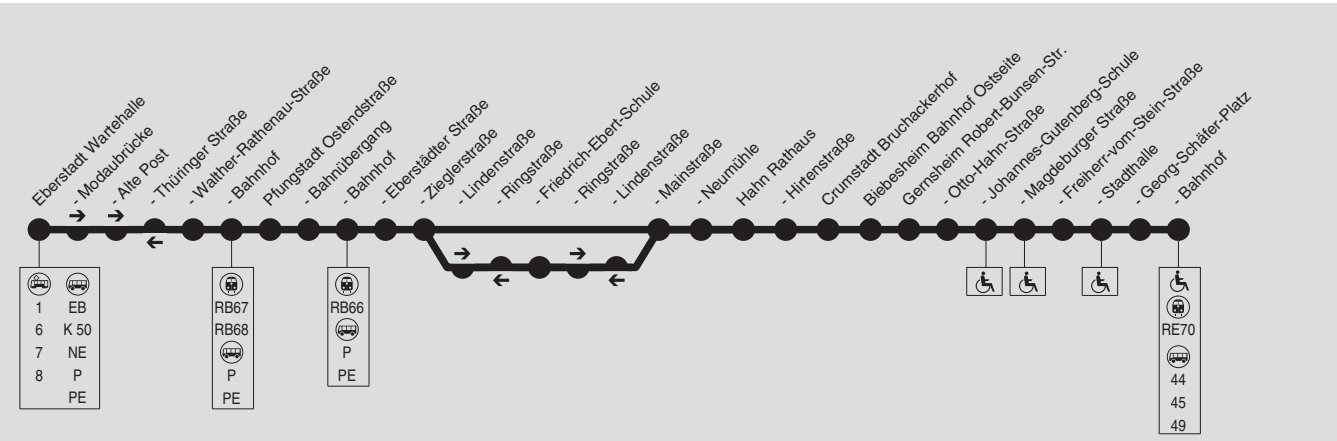 Eberstadt Wartehalle
- Modaubrücke
- Alte Post
- Thüringer Straße
- Walther-Rathenau-Straße
- Bahnhof
Pfungstadt Ostendstraße
- Bahnübergang
- Bahnhof
- Eberstädter Straße
- Zieglerstraße
- Lindenstraße
- Ringstraße
- Friedrich-Ebert-Schule
- Ringstraße
- Lindenstraße
- Mainstraße
- Neumühle
Hahn Rathaus
- Hirtenstraße
Crumstadt Bruchackerhof
Biebesheim Bahnhof Ostseite
Gernsheim Robert-Bunsen-Str.
- Otto-Hahn-Straße
- Johannes-Gutenberg-Schule
- Magdeburger Straße
- Freiherr-vom-Stein-Straße
- Stadthalle
- Georg-Schäfer-Platz
- Bahnhof
1 EB
6 K 50
7 NE
8 P
PE
RB67
RB68
P
PE
RB66
P
PE
RE70
44
45
49